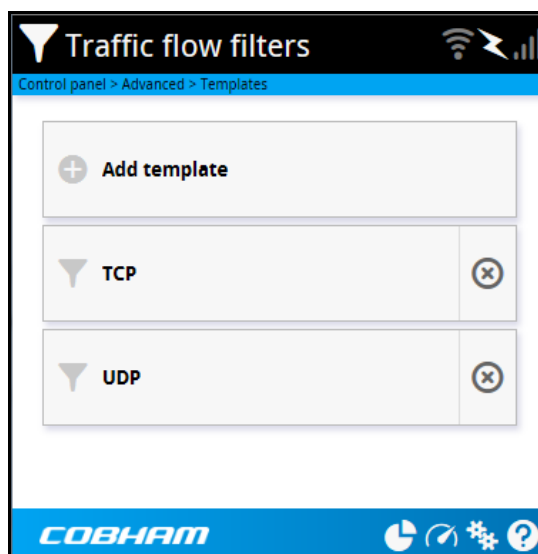 Traffic flow filters
Control panel > Advanced > Templates
Add template
TCP
UDP
COBHAM
?